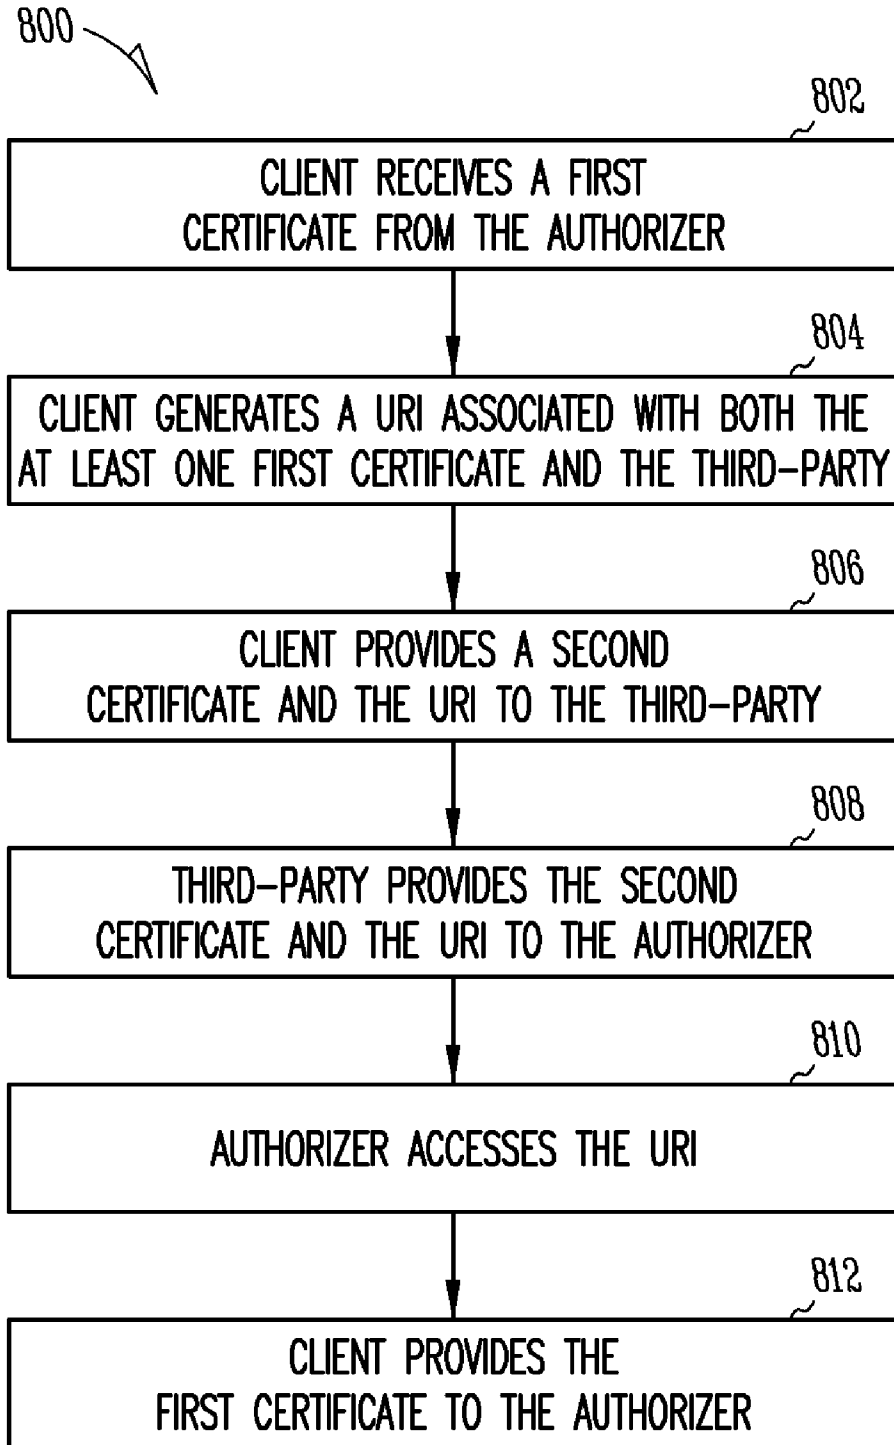 800
802
CLIENT RECEIVES A FIRST
CERTIFICATE FROM THE AUTHORIZER
804
CLIENT GENERATES A URI ASSOCIATED WITH BOTH THE
AT LEAST ONE FIRST CERTIFICATE AND THE THIRD-PARTY
806
CLIENT PROVIDES A SECOND
CERTIFICATE AND THE URI TO THE THIRD-PARTY
808
THIRD-PARTY PROVIDES THE SECOND
CERTIFICATE AND THE URI TO THE AUTHORIZER
810
AUTHORIZER ACCESSES THE URI
812
CLIENT PROVIDES THE
FIRST CERTIFICATE TO THE AUTHORIZER